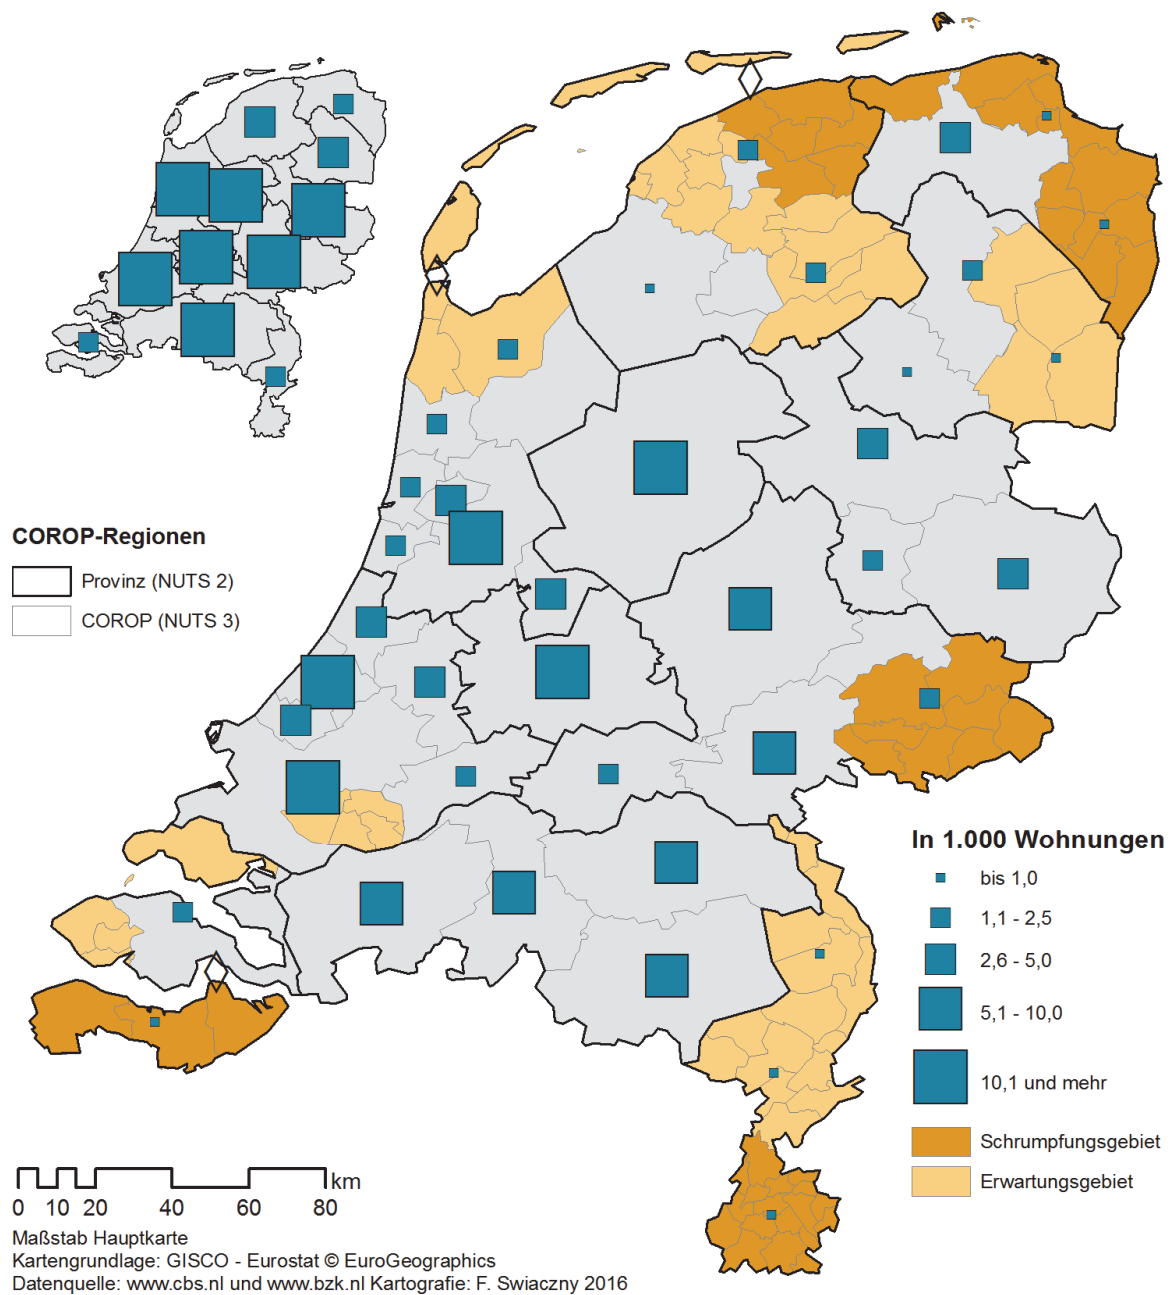 COROP-Regionen
Provinz (NUTS 2)
COROP (NUTS 3)
In 1.000 Wohnungen
bis 1,0
1,1 - 2,5
2,6 - 5,0
5,1 - 10,0
10,1 und mehr
Schrumpfungsgebiet
Erwartungsgebiet
km
0 10 20 40 60 80
Maßstab Hauptkarte
Kartengrundlage: GISCO - Eurostat © EuroGeographics
Datenquelle: www.cbs.nl und www.bzk.nl Kartografie: F. Swiaczny 2016